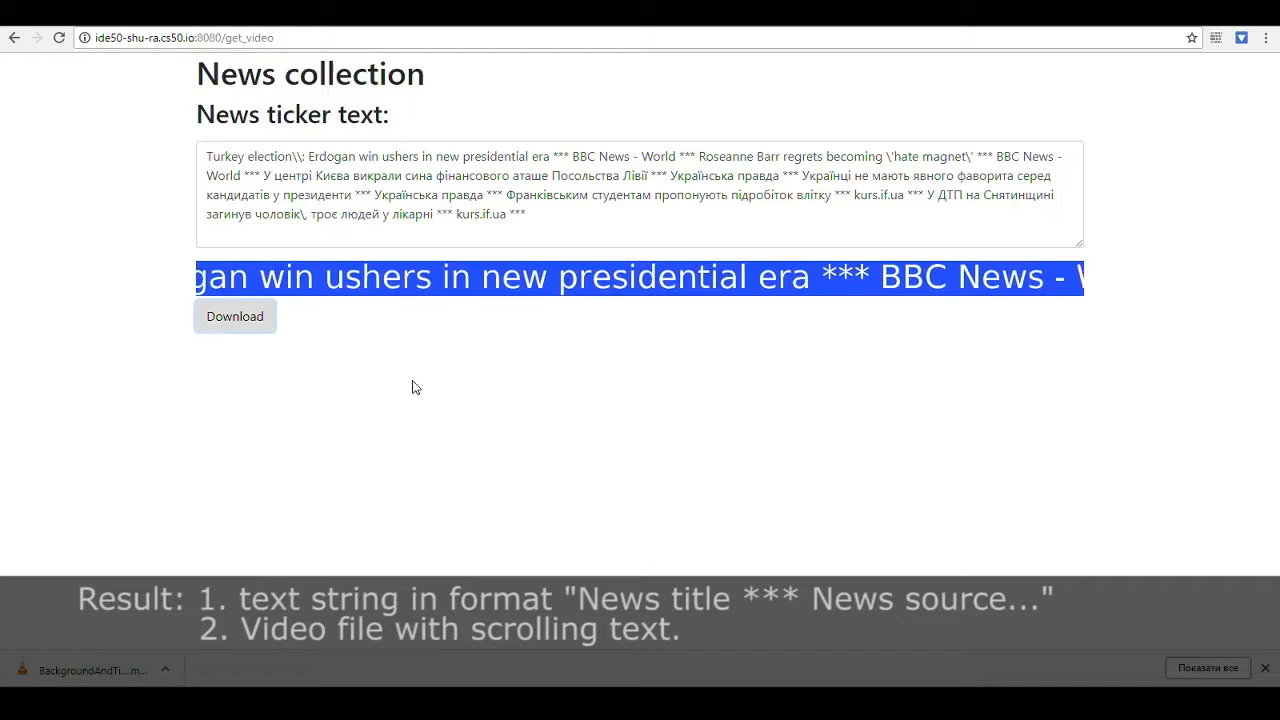 ide50-shu-ra.cs50.io:8080/get_video
News collection
News ticker text:
Turkey election\\: Erdogan win ushers in new presidential era *** BBC News - World *** Roseanne Barr regrets becoming \'hate magnet\' *** BBC News -
World *** У центрі Києва викрали сина фінансового аташе Посольства Лівії *** Українська правда *** Українці не мають явного фаворита серед
кандидатів у президенти *** Українська правда *** Франківським студентам пропонують підробіток влітку *** kurs.if.ua *** У ДТП на Снятинщині
загинув чоловік\, троє людей у лікарні *** kurs.if.ua ***
gan win ushers in new presidential era *** BBC News - W
Download
Result: 1. text string in format "News title *** News source..."
2. Video file with scrolling text.
BackgroundAndTi....m...
Показати все